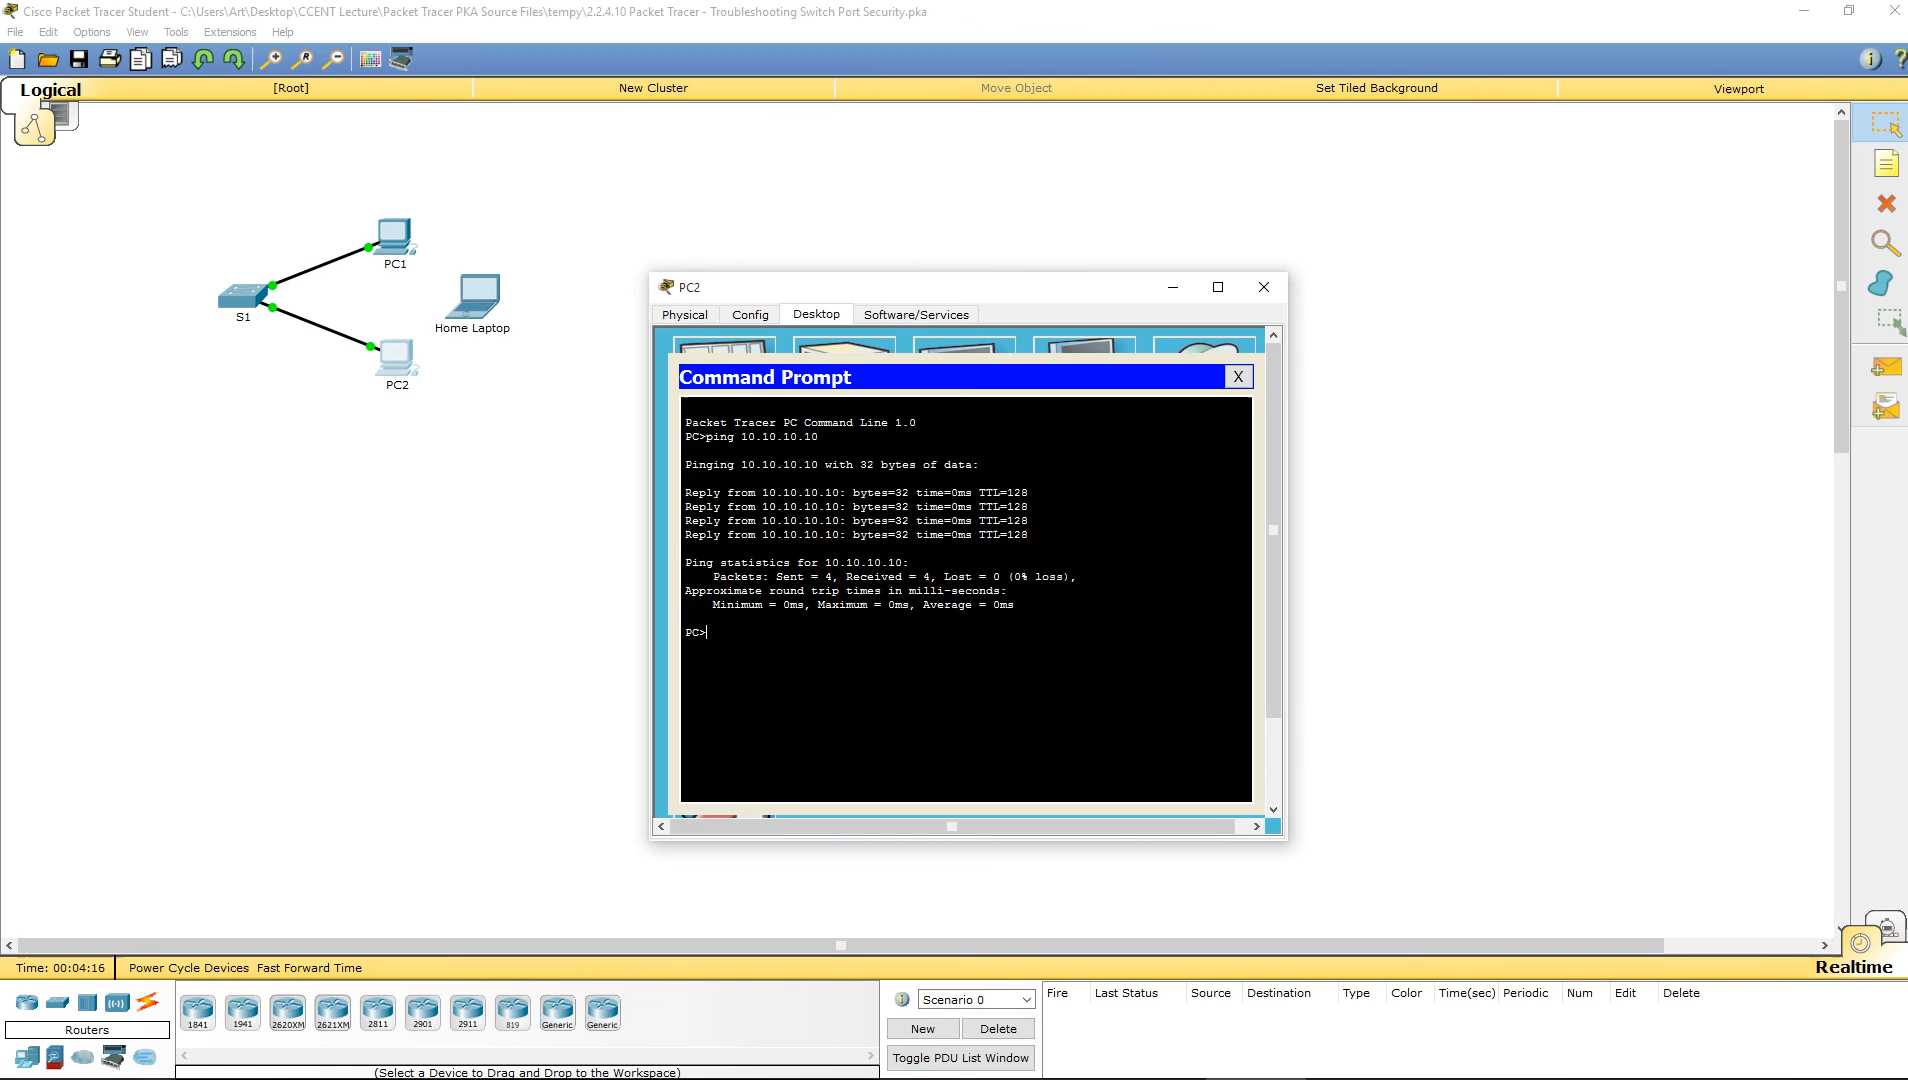 Cisco Packet Tracer Student - C:\Users\Art\Desktop\CCENT Lecture\Packet Tracer PKA Source Files\tempy\2.2.4.10 Packet Tracer - Troubleshooting Switch Port Security.pka
File Edit Options View Tools Extensions Help
Logical [Root] New Cluster Move Object Set Tiled Background Viewport
PC1
S1
Home Laptop
PC2
PC2
Physical Config Desktop Software/Services
Command Prompt X
Packet Tracer PC Command Line 1.0
PC>ping 10.10.10.10
Pinging 10.10.10.10 with 32 bytes of data:
Reply from 10.10.10.10: bytes=32 time=0ms TTL=128
Reply from 10.10.10.10: bytes=32 time=0ms TTL=128
Reply from 10.10.10.10: bytes=32 time=0ms TTL=128
Reply from 10.10.10.10: bytes=32 time=0ms TTL=128
Ping statistics for 10.10.10.10:
Packets: Sent = 4, Received = 4, Lost = 0 (0% loss),
Approximate round trip times in milli-seconds:
Minimum = 0ms, Maximum = 0ms, Average = 0ms
PC>
Time: 00:04:16 Power Cycle Devices Fast Forward Time Realtime
Routers
1841 1941 2620XM 2621XM 2811 2901 2911 819 Generic Generic
(Select a Device to Drag and Drop to the Workspace)
Scenario 0
New Delete
Toggle PDU List Window
Fire Last Status Source Destination Type Color Time(sec) Periodic Num Edit Delete